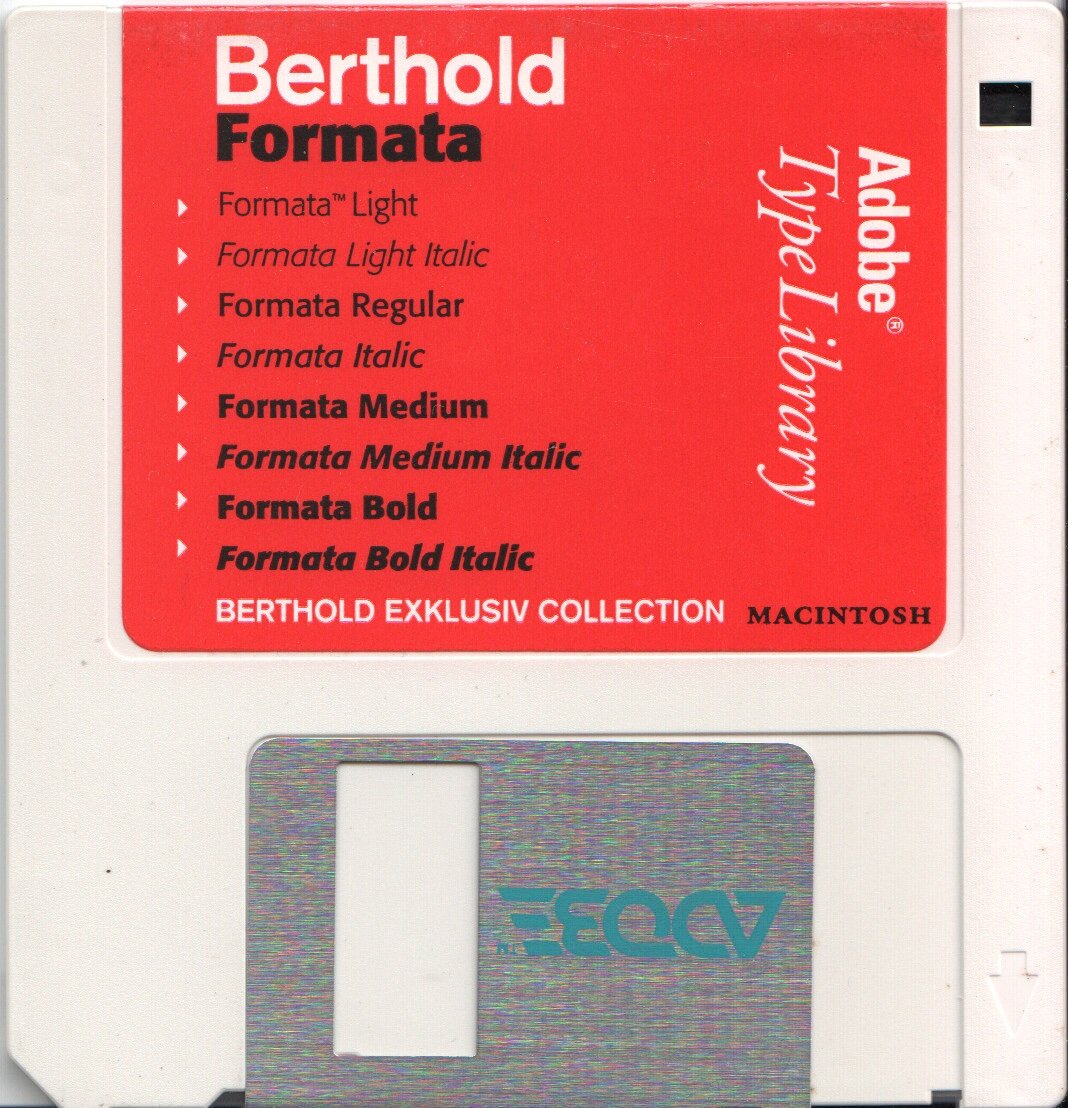 Berthold
Formata
Formata™ Light
Formata Light Italic
Formata Regular
Formata Italic
Formata Medium
Formata Medium Italic
Formata Bold
Formata Bold Italic
BERTHOLD EXKLUSIV COLLECTION
MACINTOSH
Adobe®
Type Library
ADOBE™